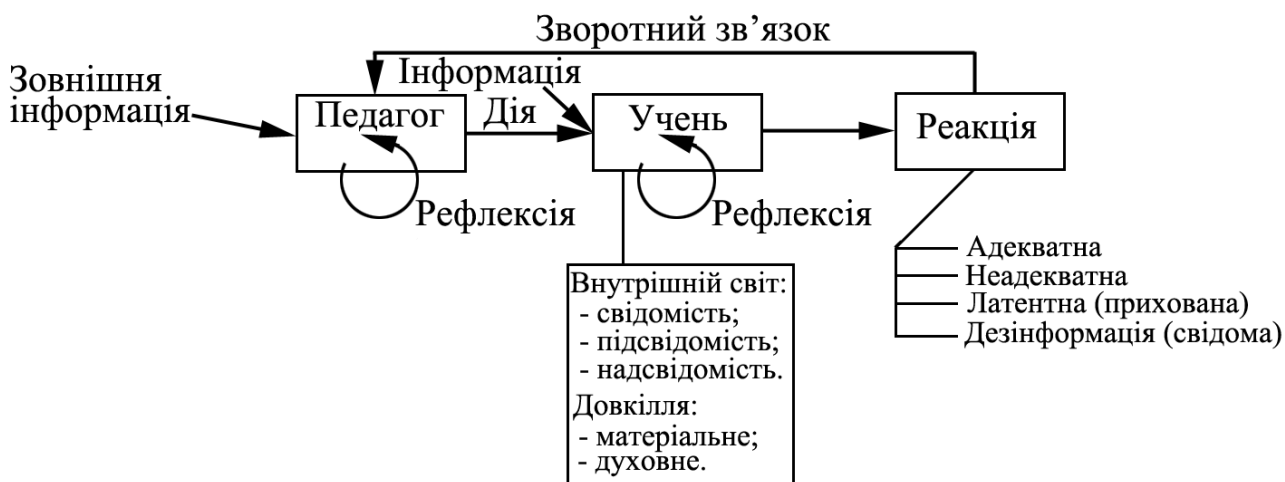 Зворотний зв’язок
Зовнішня
інформація
Інформація
Педагог
Дія
Учень
Реакція
Рефлексія
Рефлексія
Адекватна
Неадекватна
Латентна (прихована)
Дезінформація (свідома)
Внутрішній світ:
- свідомість;
- підсвідомість;
- надсвідомість.
Довкілля:
- матеріальне;
- духовне.